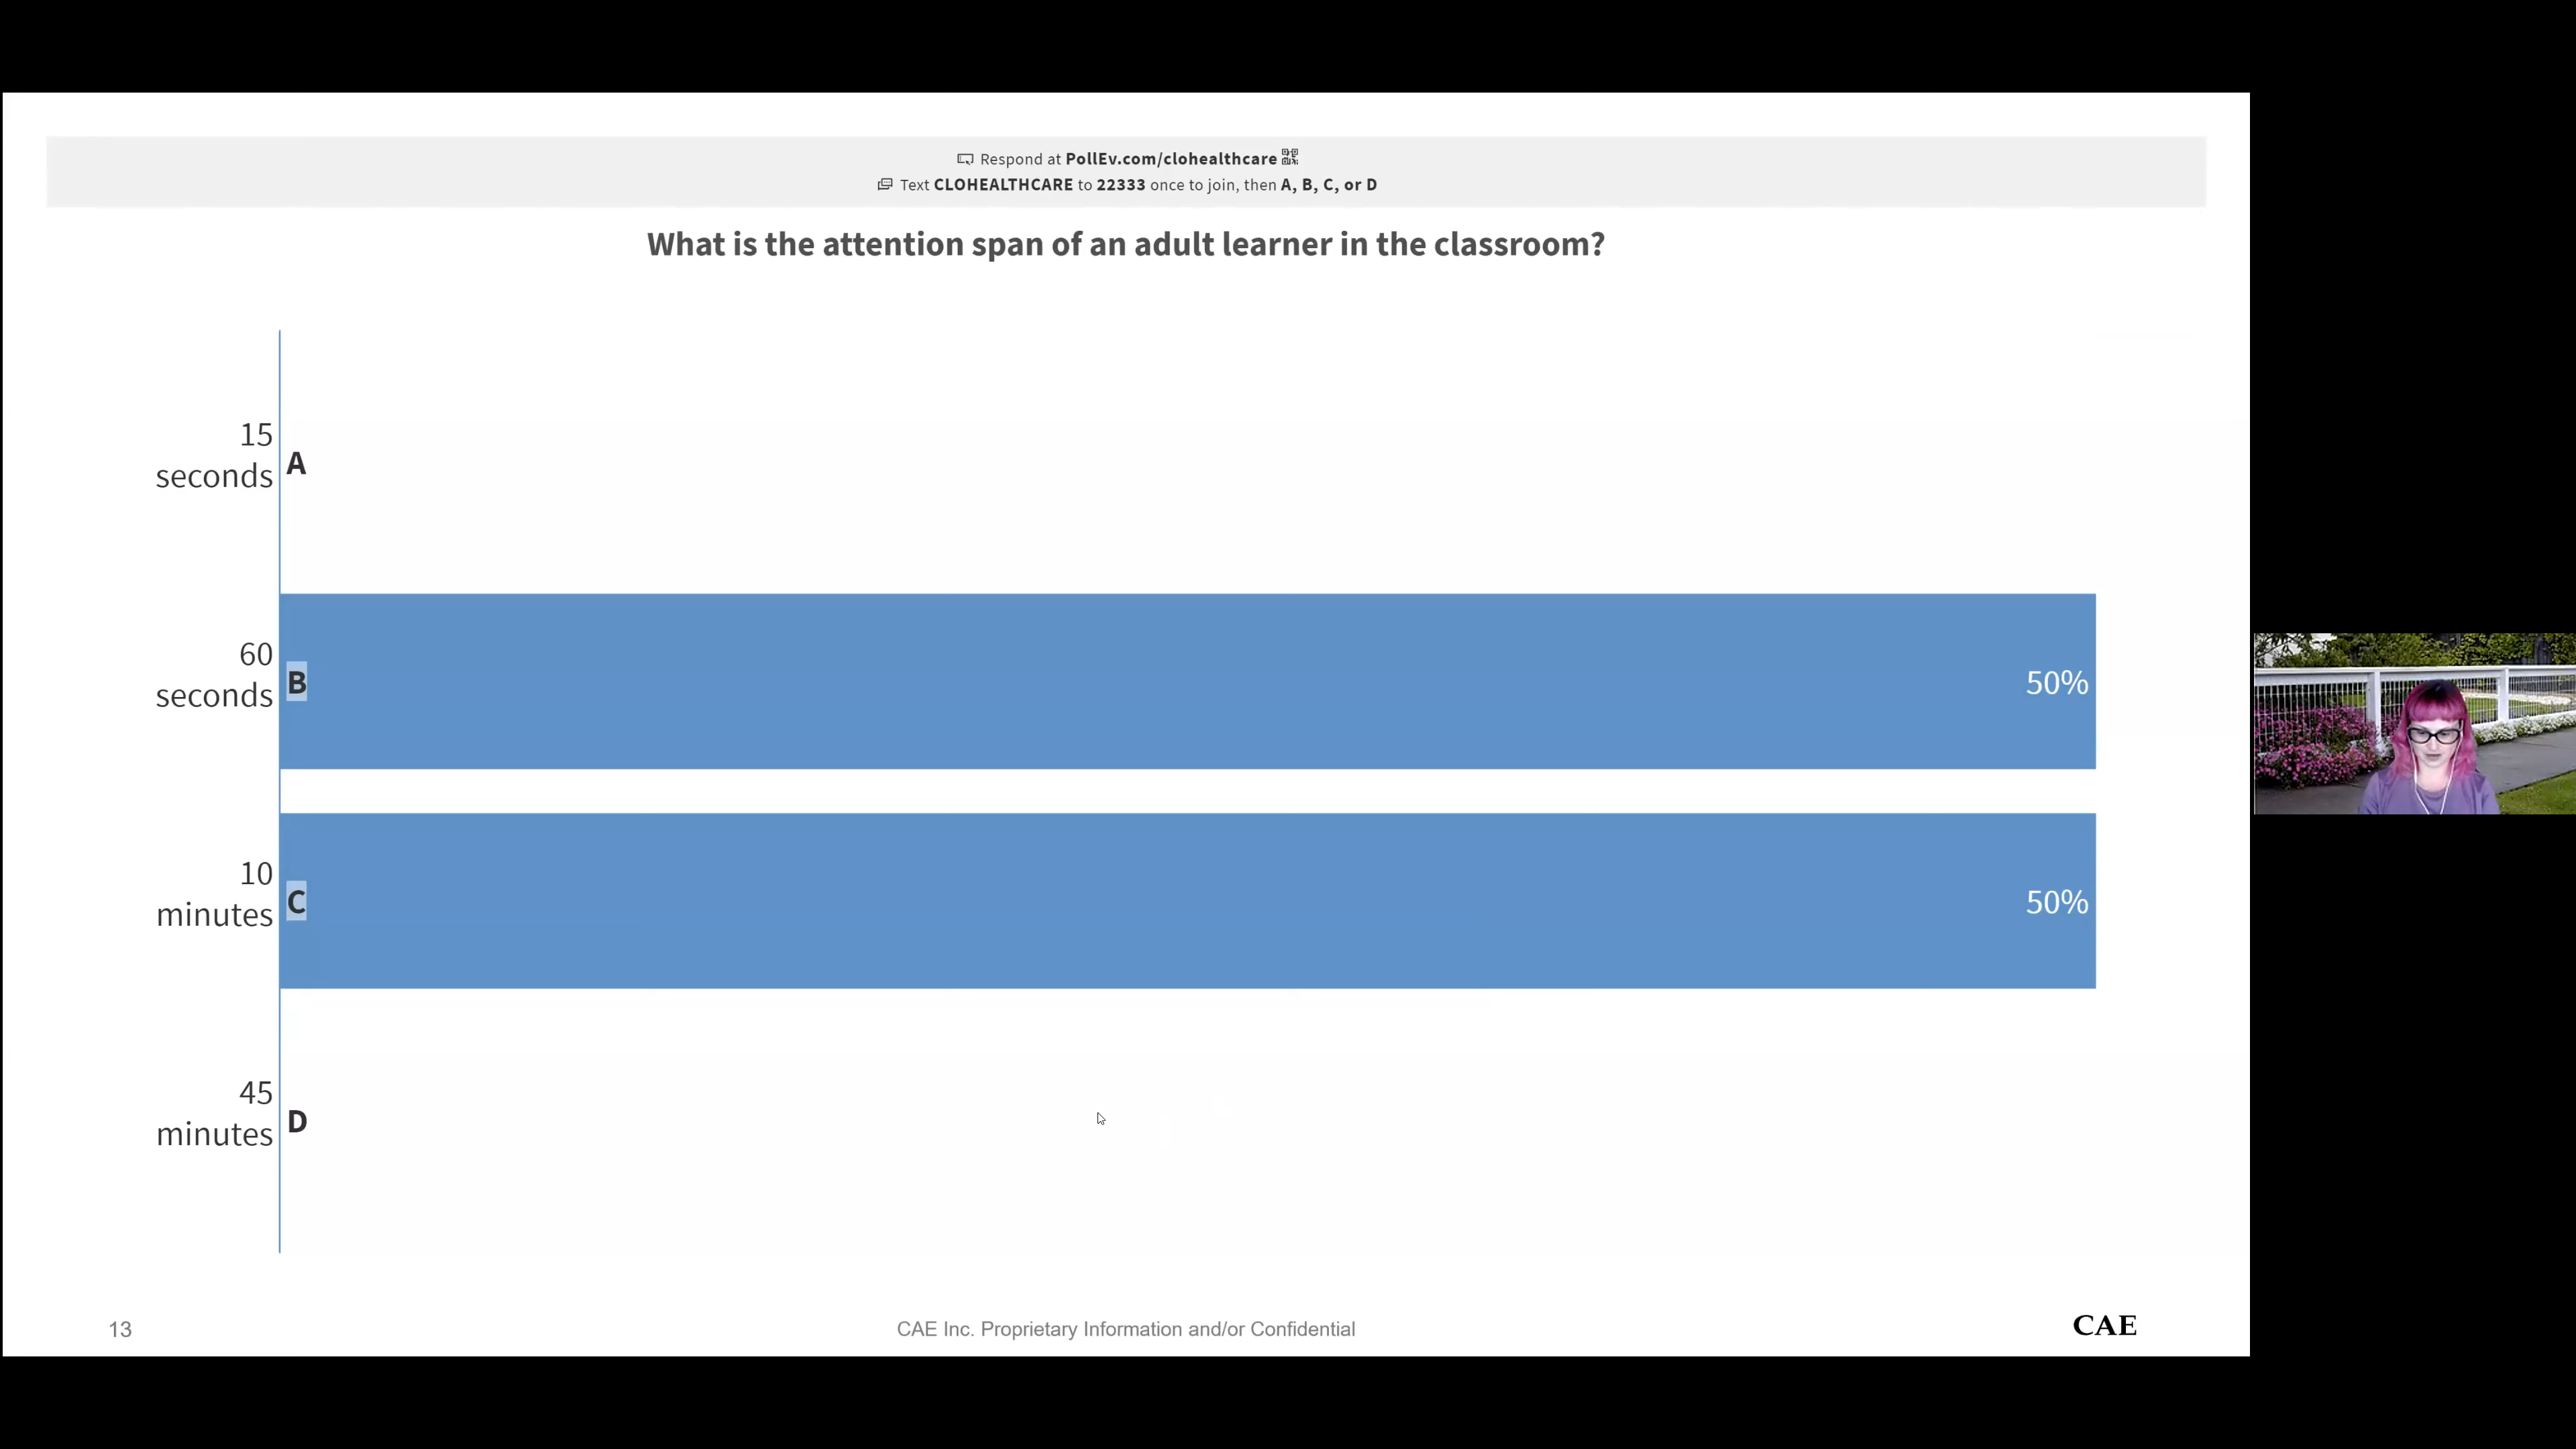 Respond at PollEv.com/clohealthcare
Text CLOHEALTHCARE to 22333 once to join, then A, B, C, or D
What is the attention span of an adult learner in the classroom?
15
seconds
A
60
seconds
B
50%
10
minutes
C
50%
45
minutes
D
13
CAE Inc. Proprietary Information and/or Confidential
CAE